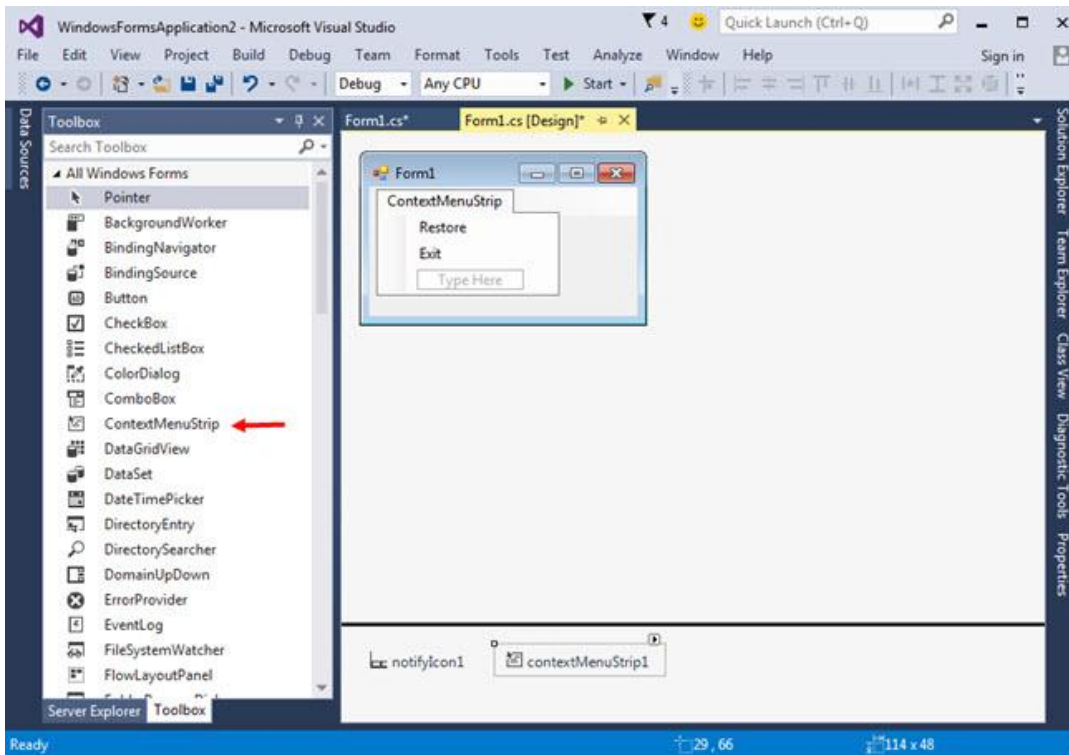 WindowsFormsApplication2 - Microsoft Visual Studio
4
Quick Launch (Ctrl+Q)
File Edit View Project Build Debug Team Format Tools Test Analyze Window Help Sign in
Debug Any CPU Start
Data Sources
Toolbox
Search Toolbox
All Windows Forms
Pointer
BackgroundWorker
BindingNavigator
BindingSource
Button
CheckBox
CheckedListBox
ColorDialog
ComboBox
ContextMenuStrip
DataGridView
DataSet
DateTimePicker
DirectoryEntry
DirectorySearcher
DomainUpDown
ErrorProvider
EventLog
FileSystemWatcher
FlowLayoutPanel
Server Explorer Toolbox
Form1.cs* Form1.cs [Design]*
Form1
ContextMenuStrip
Restore
Exit
Type Here
notifyIcon1 contextMenuStrip1
Solution Explorer Team Explorer Class View Diagnostic Tools Properties
Ready 29 , 66 114 x 48